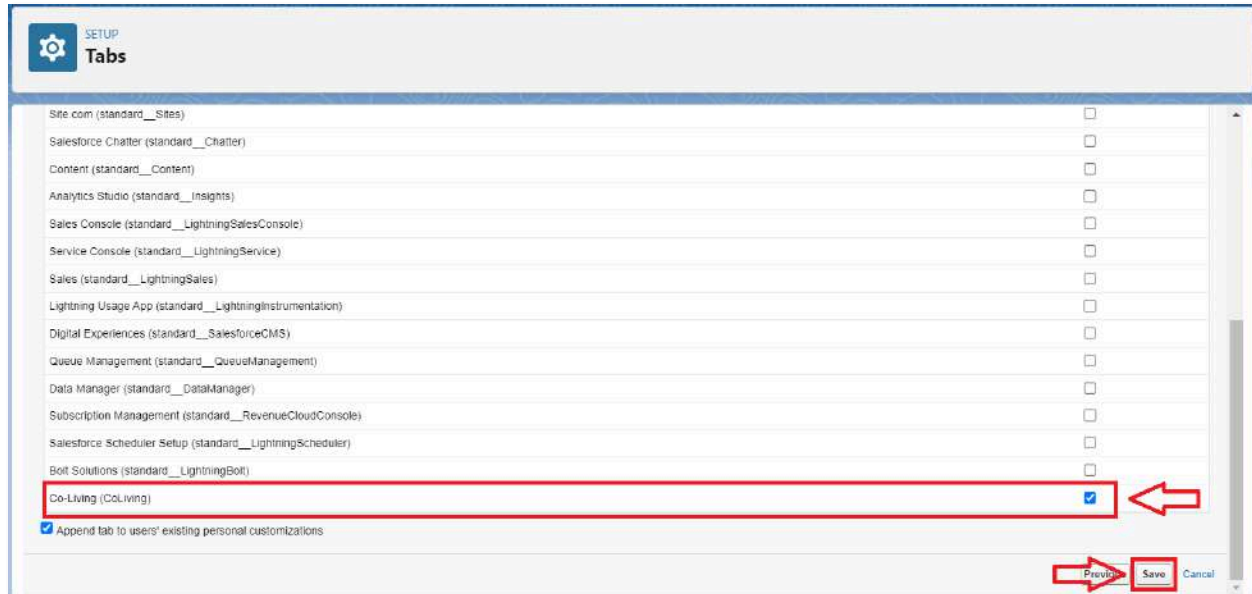 SETUP
Tabs
Site.com (standard__Sites)
Salesforce Chatter (standard__Chatter)
Content (standard__Content)
Analytics Studio (standard__Insights)
Sales Console (standard__LightningSalesConsole)
Service Console (standard__LightningService)
Sales (standard__LightningSales)
Lightning Usage App (standard__LightningInstrumentation)
Digital Experiences (standard__SalesforceCMS)
Queue Management (standard__QueueManagement)
Data Manager (standard__DataManager)
Subscription Management (standard__RevenueCloudConsole)
Salesforce Scheduler Setup (standard__LightningScheduler)
Bolt Solutions (standard__LightningBolt)
Co-Living (CoLiving)
Append tab to users' existing personal customizations
Previous Save Cancel